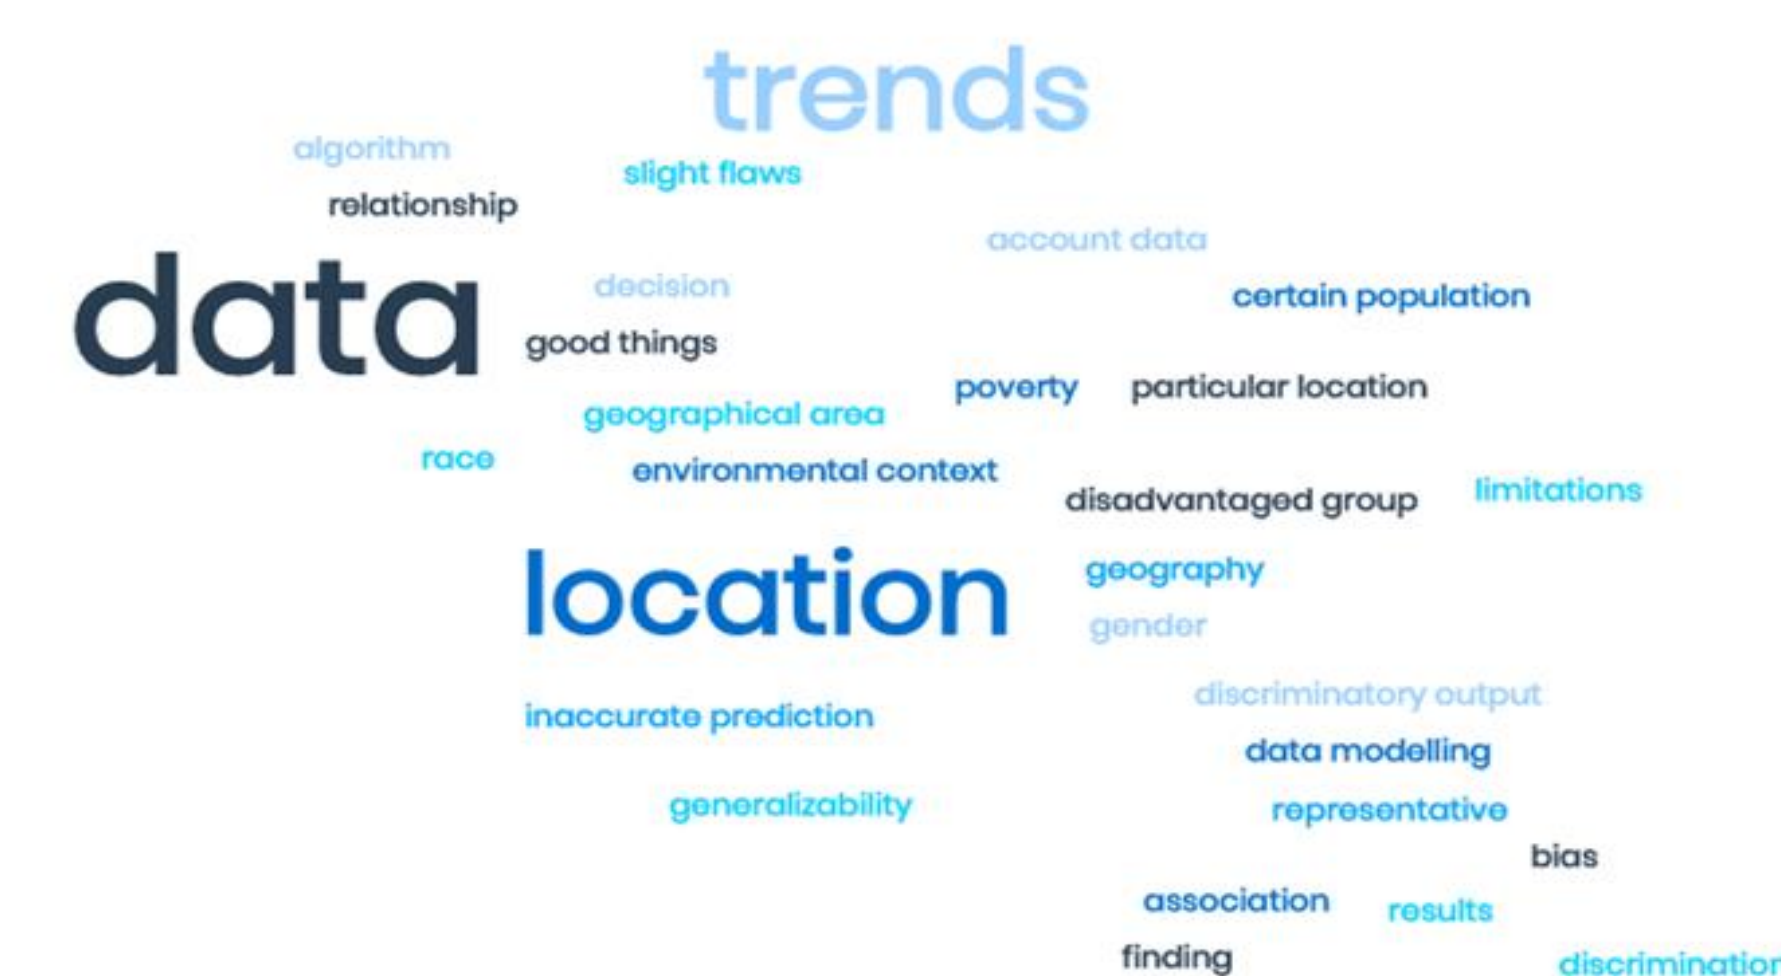 trends
algorithm
slight flaws
relationship
account data
data
decision
certain population
good things
poverty
particular location
geographical area
race
environmental context
limitations
disadvantaged group
geography
location
gender
discriminatory output
inaccurate prediction
data modelling
generalizability
representative
bias
association
results
finding
discrimination